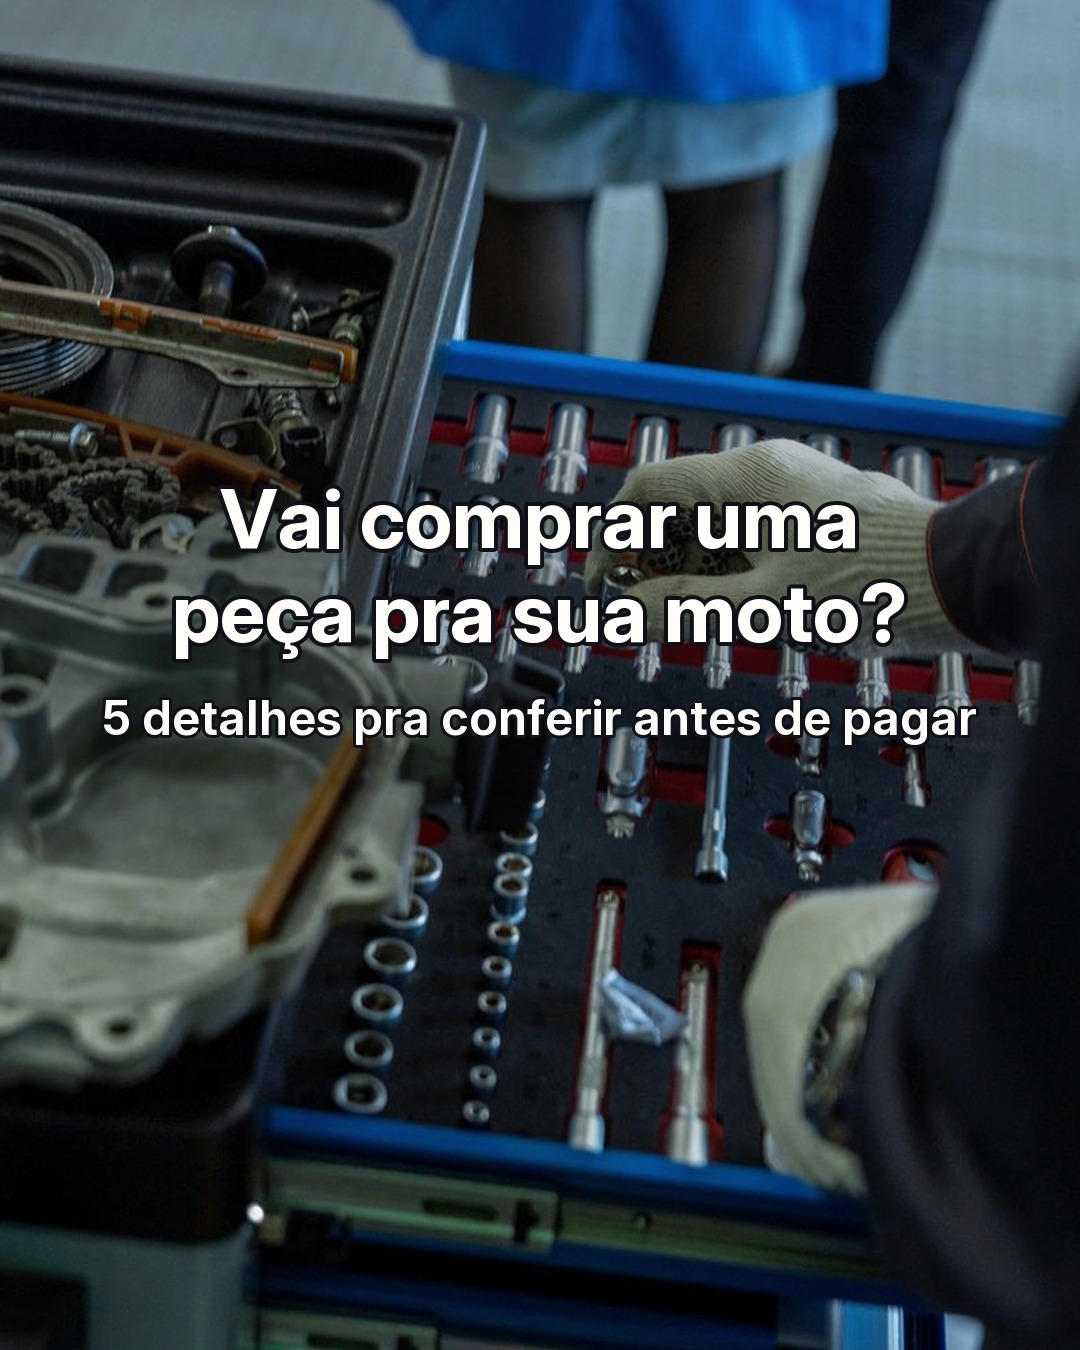 Vai comprar uma
peça pra sua moto?
5 detalhes pra conferir antes de pagar